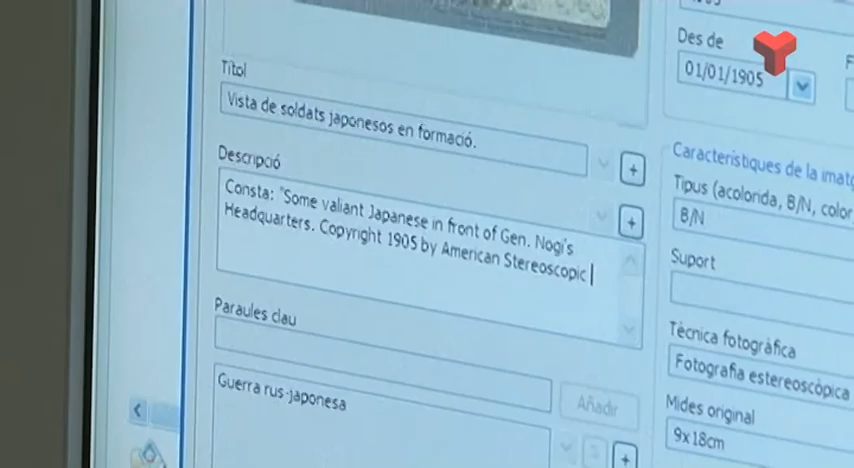 Títol
Vista de soldats japonesos en formació.
Descripció
Consta: "Some valiant Japanese in front of Gen. Nogi's
Headquarters. Copyright 1905 by American Stereoscopic
Paraules clau
Añadir
Guerra rus-japonesa
Des de
01/01/1905
Característiques de la
Tipus (acolorida, B/N, color
B/N
Suport
Tècnica fotogràfica
Fotografia estereoscòpica
Mides original
9x18cm